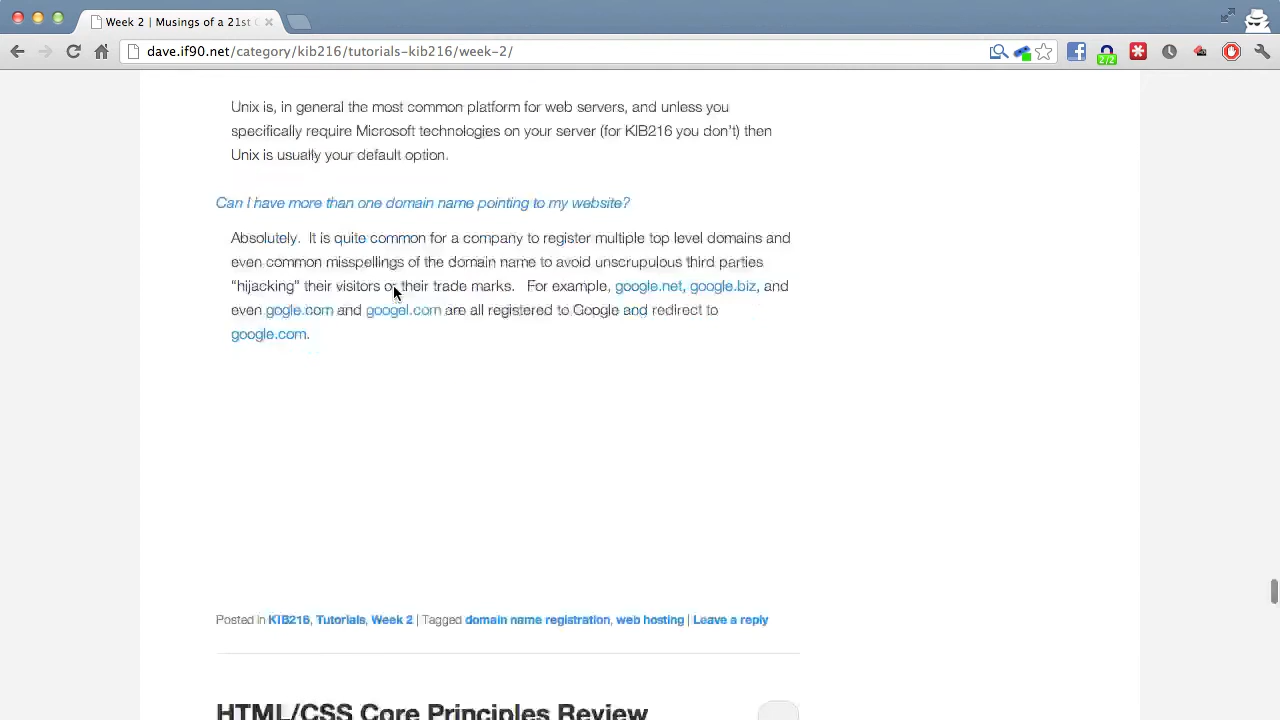 Week 2 | Musings of a 21st C
dave.if90.net/category/kib216/tutorials-kib216/week-2/
2/2
Unix is, in general the most common platform for web servers, and unless you
specifically require Microsoft technologies on your server (for KIB216 you don't) then
Unix is usually your default option.
Can I have more than one domain name pointing to my website?
Absolutely.  It is quite common for a company to register multiple top level domains and
even common misspellings of the domain name to avoid unscrupulous third parties
“hijacking” their visitors or their trade marks.   For example, google.net, google.biz, and
even gogle.com and googel.com are all registered to Google and redirect to
google.com.
Posted in KIB216, Tutorials, Week 2 | Tagged domain name registration, web hosting | Leave a reply
HTML/CSS Core Principles Review